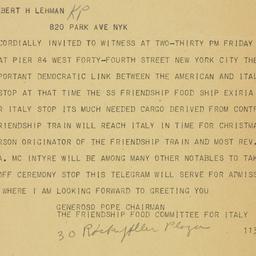 BERT H LEHMAN KP
820 PARK AVE NYK
CORDIALLY INVITED TO WITNESS AT TWO-THIRTY PM FRIDAY
AT PIER 84 WEST FORTY-FOURTH STREET NEW YORK CITY THE
PORTANT DEMOCRATIC LINK BETWEEN THE AMERICAN AND ITAL
STOP AT THAT TIME THE SS FRIENDSHIP FOOD SHIP EXIRIA
R ITALY STOP ITS MUCH NEEDED CARGO DERIVED FROM CONTR
RIENDSHIP TRAIN WILL REACH ITALY IN TIME FOR CHRISTMA
RSON ORIGINATOR OF THE FRIENDSHIP TRAIN AND MOST REV.
A. MC INTYRE WILL BE AMONG MANY OTHER NOTABLES TO TAK
OFF CEREMONY STOP THIS TELEGRAM WILL SERVE FOR ADMISS
WHERE I AM LOOKING FORWARD TO GREETING YOU
GENEROSO POPE CHAIRMAN
THE FRIENDSHIP FOOD COMMITTEE FOR ITALY
30 Rockefeller Plaza
113